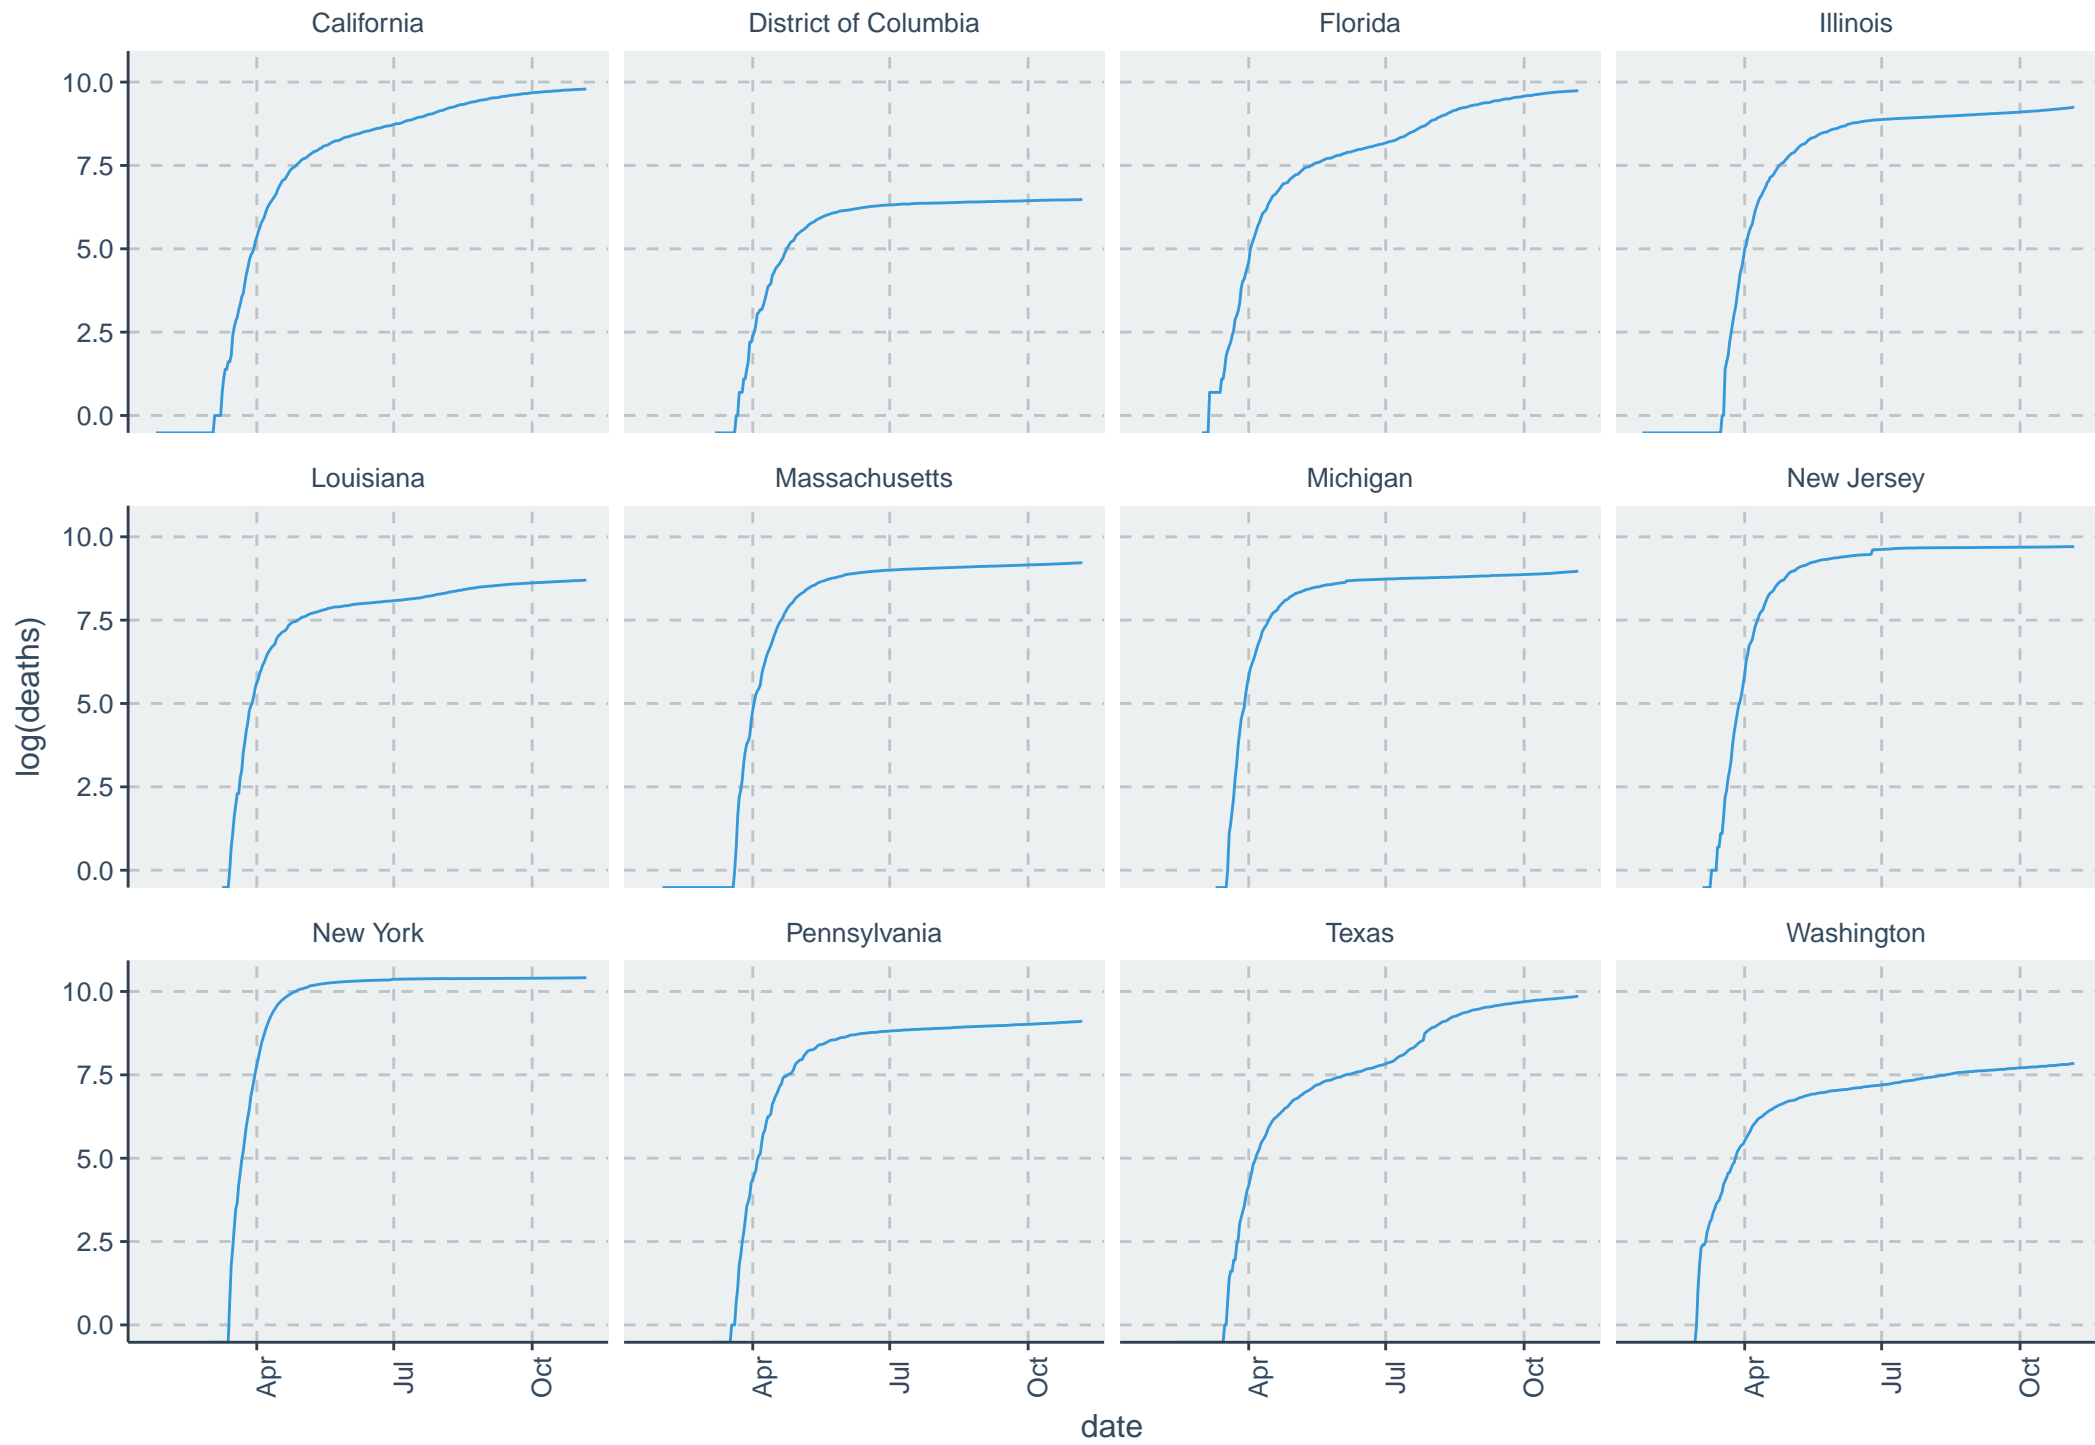 California District of Columbia Florida Illinois
10.0
7.5
5.0
2.5
0.0
Louisiana Massachusetts Michigan New Jersey
10.0
7.5
5.0
2.5
0.0
log(deaths)
New York Pennsylvania Texas Washington
10.0
7.5
5.0
2.5
0.0
Apr Jul Oct Apr Jul Oct Apr Jul Oct Apr Jul Oct
date